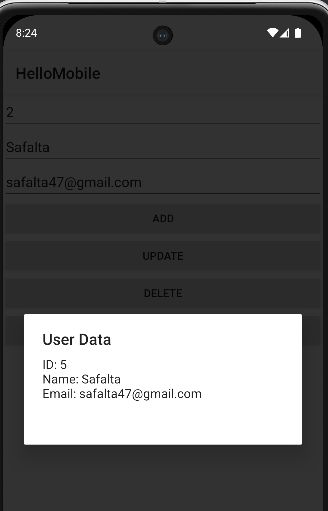 8:24
HelloMobile
2
Safalta
safalta47@gmail.com
ADD
UPDATE
DELETE
User Data
ID: 5
Name: Safalta
Email: safalta47@gmail.com